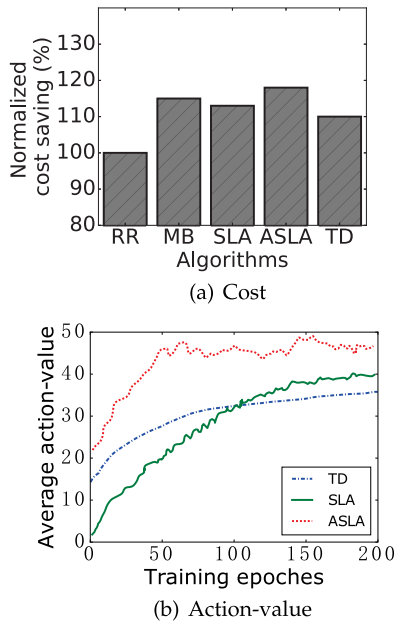 Normalized
cost saving (%)
130
120
110
100
90
80
RR MB SLA ASLA TD
Algorithms
(a) Cost
Average action-value
50
40
30
20
10
0
TD
SLA
ASLA
0 50 100 150 200
Training epoches
(b) Action-value